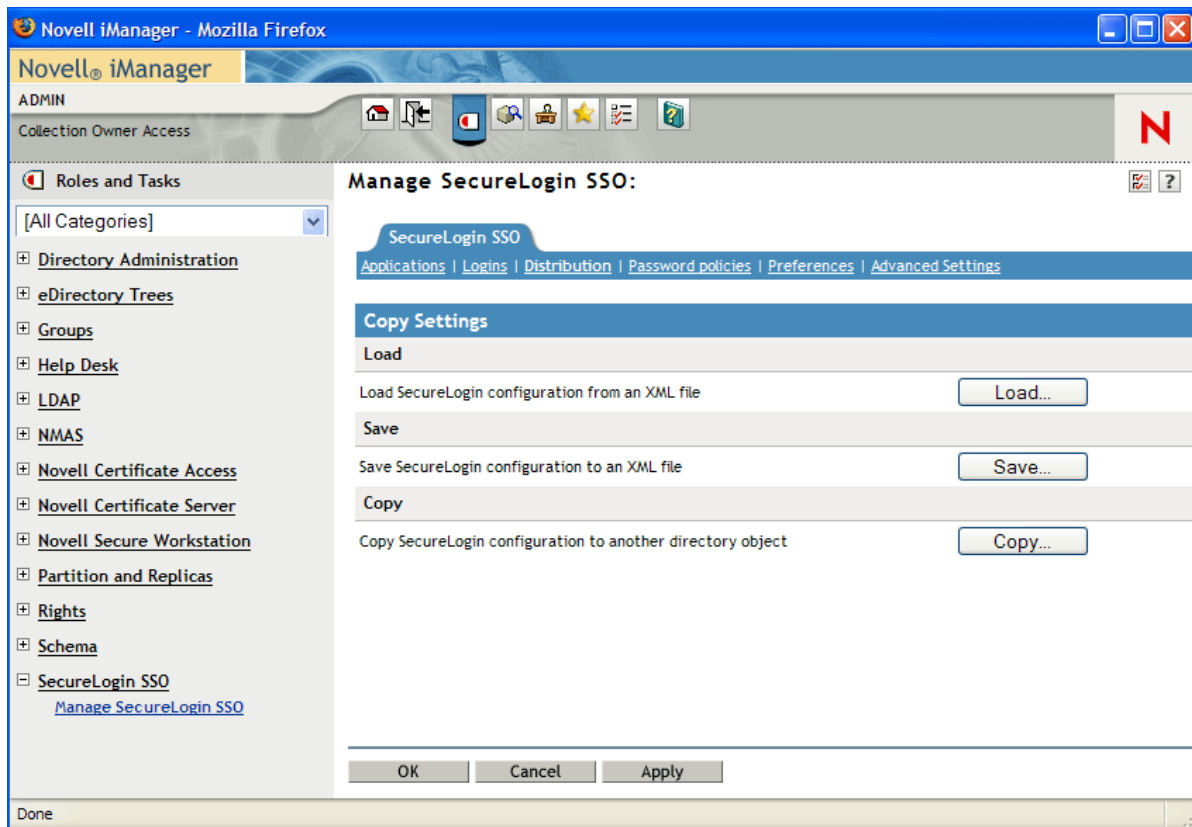 Novell iManager - Mozilla Firefox
Novell® iManager
ADMIN
Collection Owner Access
N
Roles and Tasks
[All Categories]
Directory Administration
eDirectory Trees
Groups
Help Desk
LDAP
NMAS
Novell Certificate Access
Novell Certificate Server
Novell Secure Workstation
Partition and Replicas
Rights
Schema
SecureLogin SSO
Manage SecureLogin SSO
Manage SecureLogin SSO:
?
SecureLogin SSO
Applications | Logins | Distribution | Password policies | Preferences | Advanced Settings
Copy Settings
Load
Load SecureLogin configuration from an XML file Load...
Save
Save SecureLogin configuration to an XML file Save...
Copy
Copy SecureLogin configuration to another directory object Copy...
OK Cancel Apply
Done